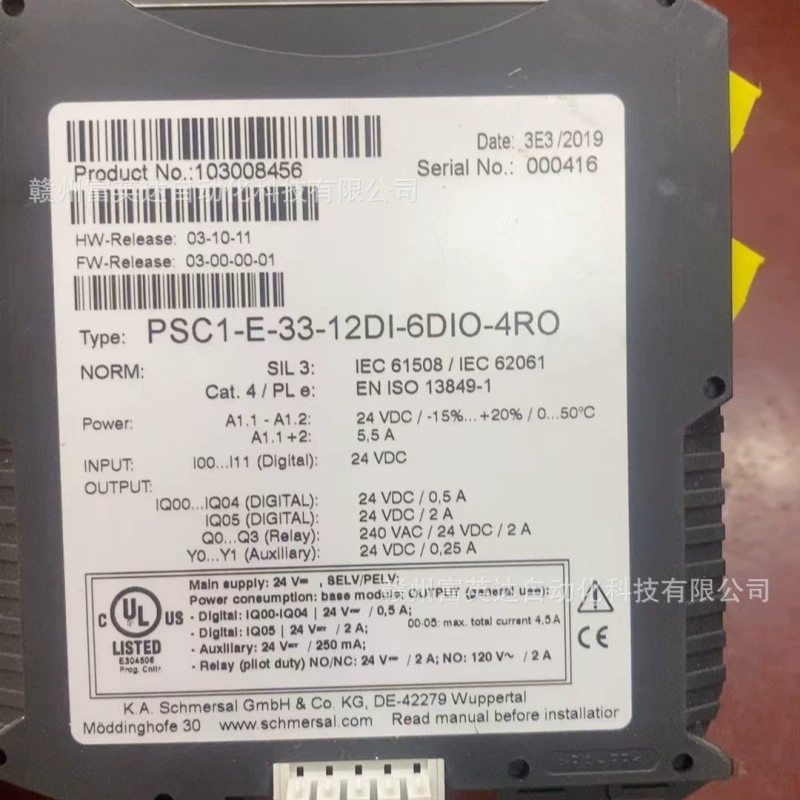 Date: 3E3 /2019
Product No.:103008456
Serial No.: 000416
赣州富英达自动化科技有限公司
HW-Release: 03-10-11
FW-Release: 03-00-00-01
Type: PSC1-E-33-12DI-6DIO-4RO
NORM: SIL 3: IEC 61508 / IEC 62061
Cat. 4 / PL e: EN ISO 13849-1
Power: A1.1 - A1.2: 24 VDC / -15%...+20% / 0...50°C
A1.1+2: 5,5 A
INPUT: I00...I11 (Digital): 24 VDC
OUTPUT:
IQ00...IQ04 (DIGITAL): 24 VDC / 0,5 A
IQ05 (DIGITAL): 24 VDC / 2 A
Q0...Q3 (Relay): 240 VAC / 24 VDC / 2 A
Y0...Y1 (Auxiliary): 24 VDC / 0,25 A
C UL US
LISTED
E304506
Prog. Cntlr.
Main supply: 24 V⎓ , SELV/PELV;
Power consumption: base module; OUTPUT (general use):
- Digital: IQ00-IQ04 | 24 V⎓ / 0,5 A;
- Digital: IQ05 | 24 V⎓ / 2 A; 00-05: max. total current 4,5A
- Auxiliary: 24 V⎓ / 250 mA;
- Relay (pilot duty) NO/NC: 24 V⎓ / 2 A; NO: 120 V~ / 2 A
赣州富英达自动化科技有限公司
CE
K.A. Schmersal GmbH & Co. KG, DE-42279 Wuppertal
Möddinghofe 30 www.schmersal.com Read manual before installation